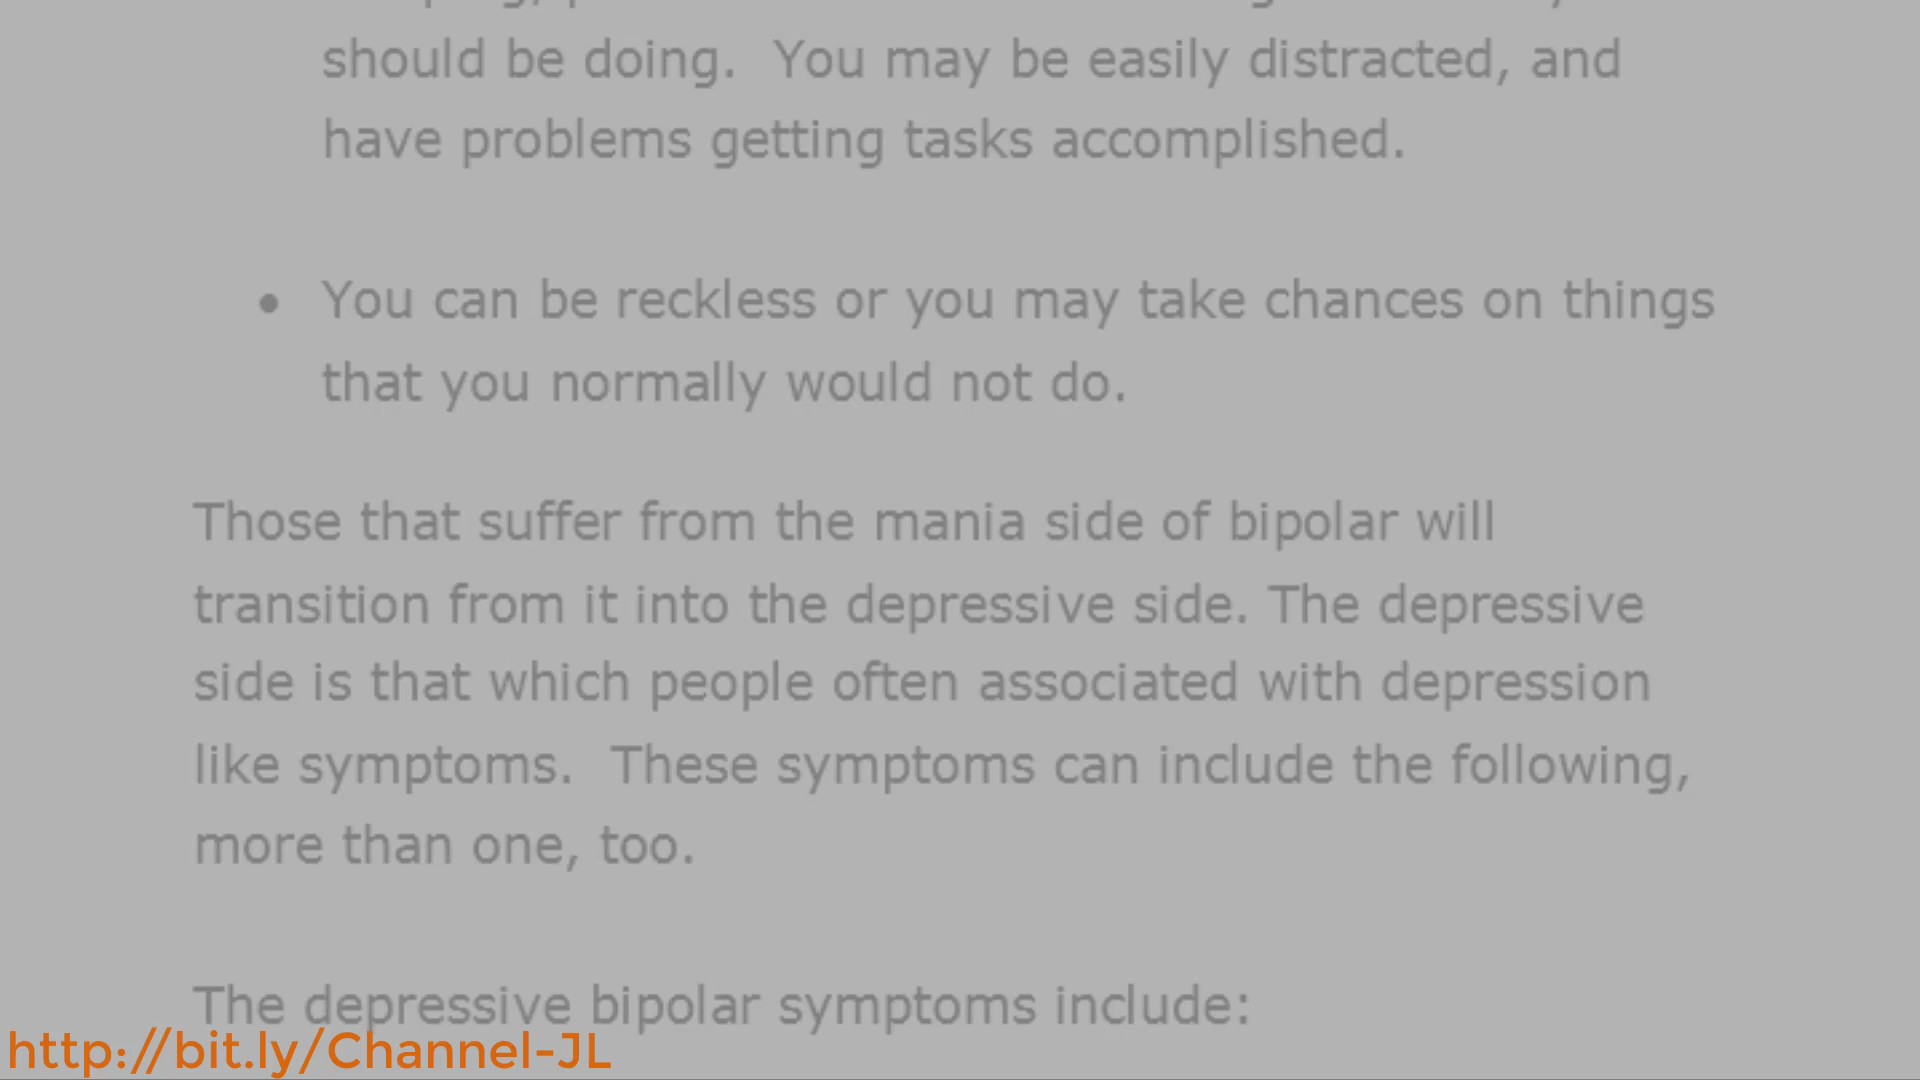 should be doing.  You may be easily distracted, and
have problems getting tasks accomplished.
• You can be reckless or you may take chances on things
that you normally would not do.
Those that suffer from the mania side of bipolar will
transition from it into the depressive side. The depressive
side is that which people often associated with depression
like symptoms.  These symptoms can include the following,
more than one, too.
The depressive bipolar symptoms include:
http://bit.ly/Channel-JL